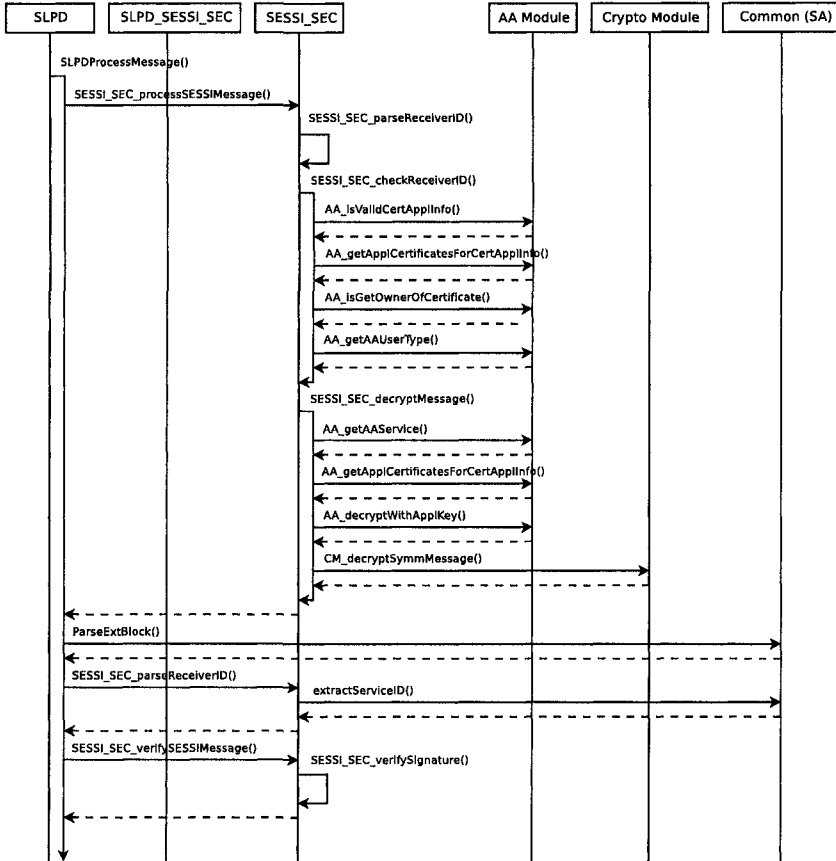 SLPD
SLPD_SESSI_SEC
SESSI_SEC
AA Module
Crypto Module
Common (SA)
SLPDProcessMessage()
SESSI_SEC_processSESSIMessage()
SESSI_SEC_parseReceiverID()
SESSI_SEC_checkReceiverID()
AA_isValidCertApplInfo()
AA_getApplCertificatesForCertApplInfo()
AA_isGetOwnerOfCertificate()
AA_getAAUserType()
SESSI_SEC_decryptMessage()
AA_getAAService()
AA_getApplCertificatesForCertApplInfo()
AA_decryptWithApplKey()
CM_decryptSymmMessage()
ParseExtBlock()
SESSI_SEC_parseReceiverID()
extractServiceID()
SESSI_SEC_verifySESSIMessage()
SESSI_SEC_verifySignature()